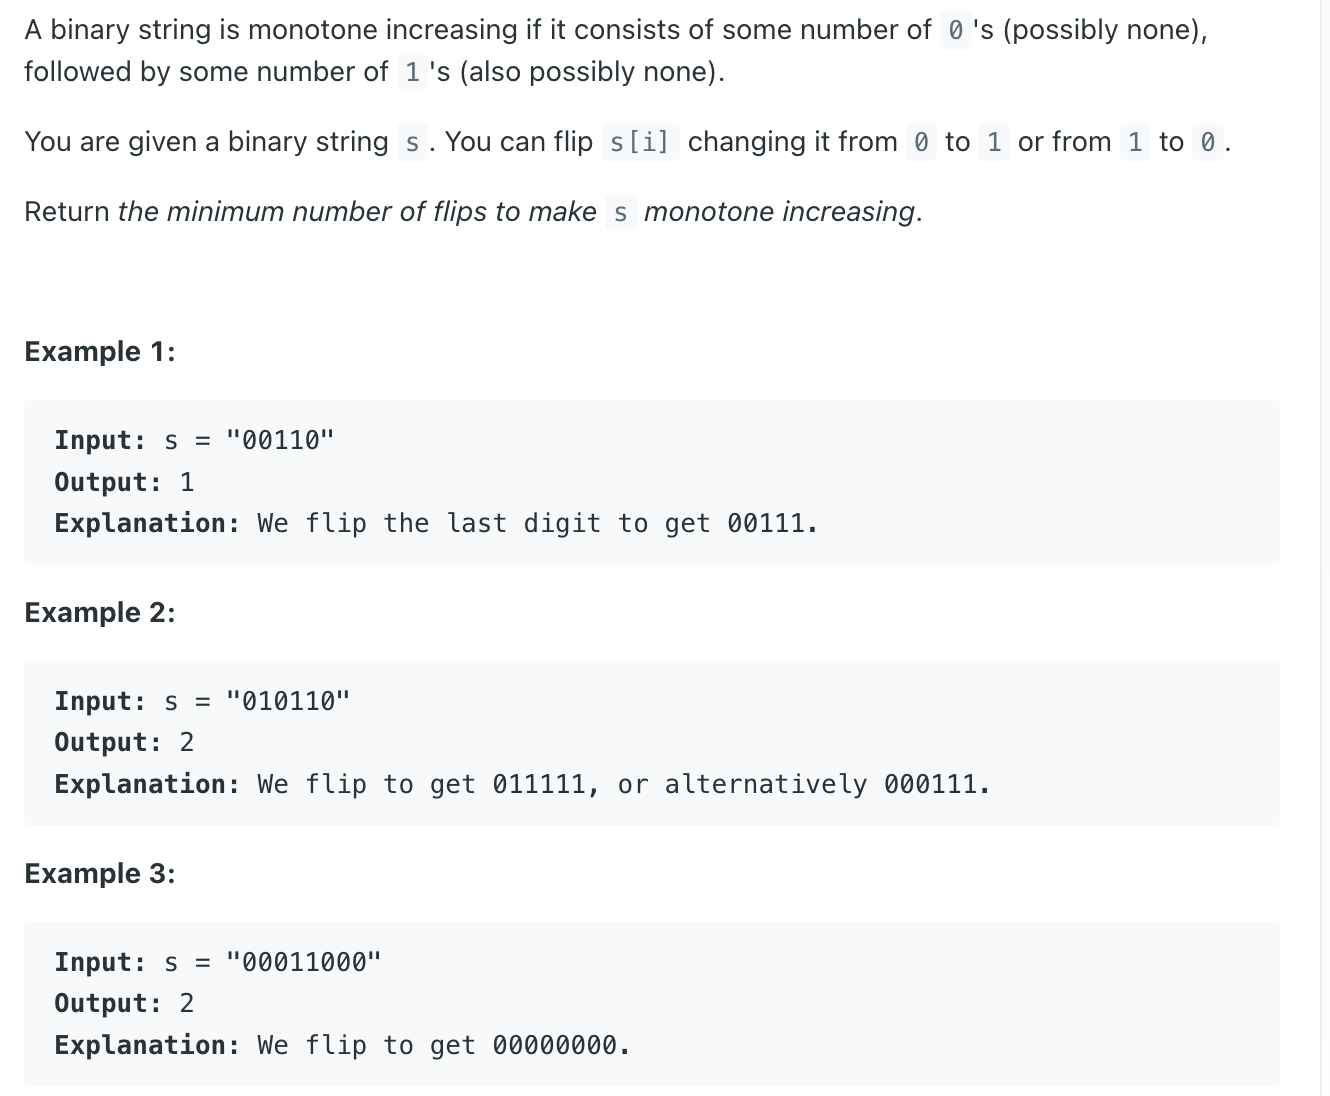 A binary string is monotone increasing if it consists of some number of 0 's (possibly none),
followed by some number of 1 's (also possibly none).
You are given a binary string s . You can flip s[i] changing it from 0 to 1 or from 1 to 0 .
Return the minimum number of flips to make s monotone increasing.
Example 1:
Input: s = "00110"
Output: 1
Explanation: We flip the last digit to get 00111.
Example 2:
Input: s = "010110"
Output: 2
Explanation: We flip to get 011111, or alternatively 000111.
Example 3:
Input: s = "00011000"
Output: 2
Explanation: We flip to get 00000000.